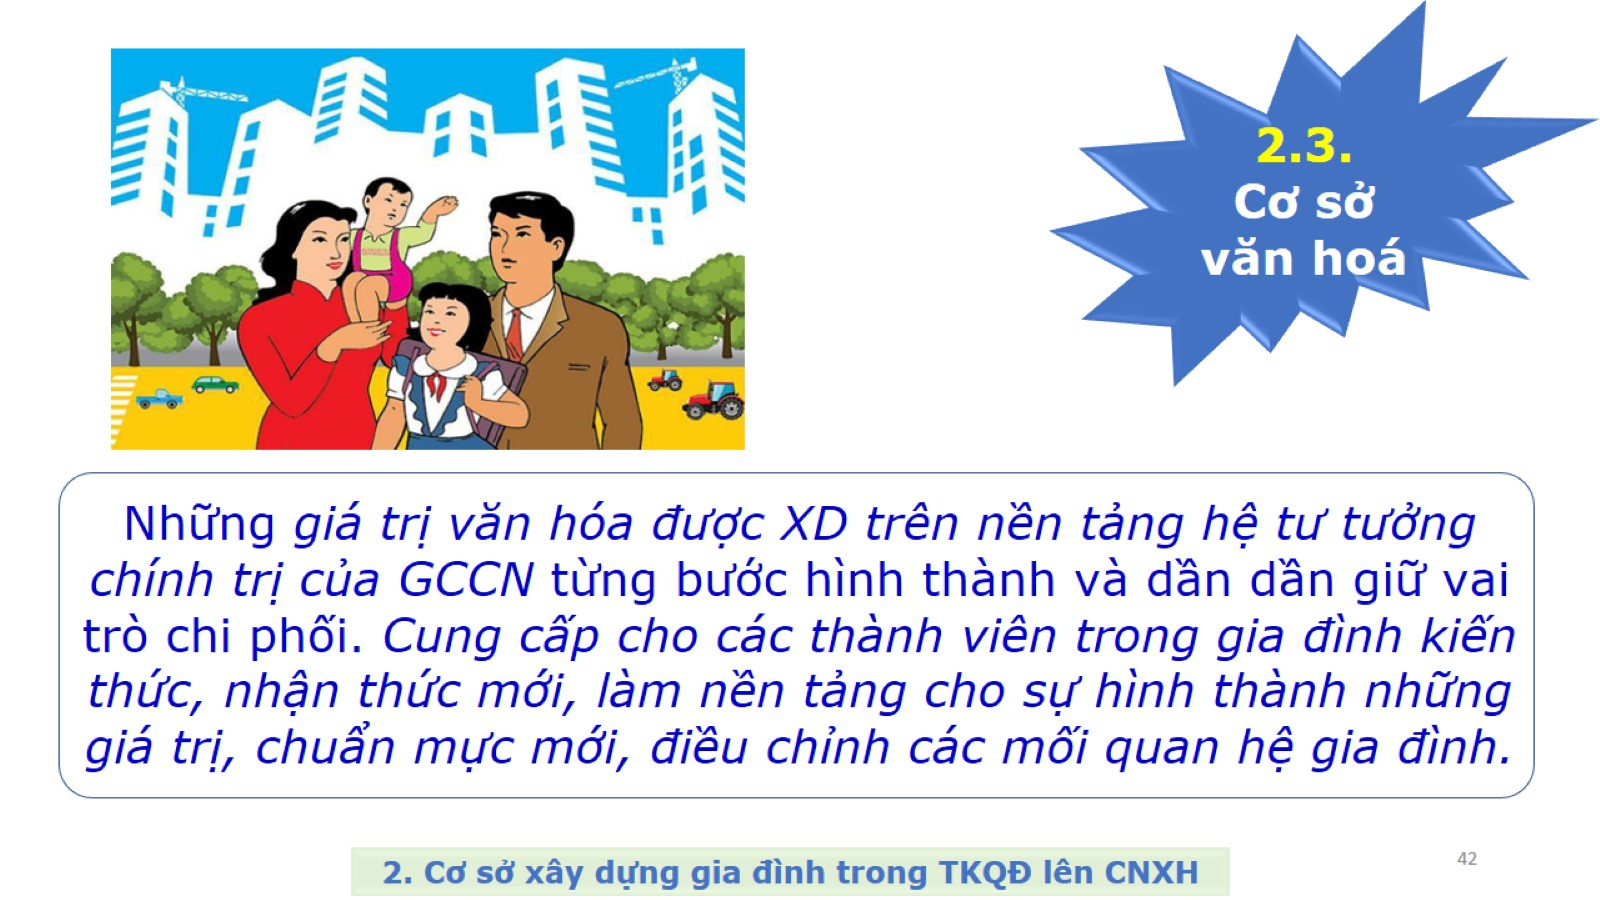 2.3.
Cơ sở
văn hoá
Những giá trị văn hóa được XD trên nền tảng hệ tư tưởng
chính trị của GCCN từng bước hình thành và dần dần giữ vai
trò chi phối. Cung cấp cho các thành viên trong gia đình kiến
thức, nhận thức mới, làm nền tảng cho sự hình thành những
giá trị, chuẩn mực mới, điều chỉnh các mối quan hệ gia đình.
2. Cơ sở xây dựng gia đình trong TKQĐ lên CNXH
42